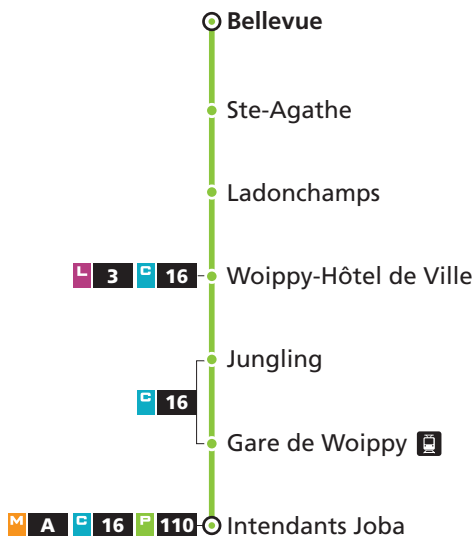 Bellevue
Ste-Agathe
Ladonchamps
L 3 C 16 Woippy-Hôtel de Ville
Jungling
C 16
Gare de Woippy
M A C 16 P 110 Intendants Joba